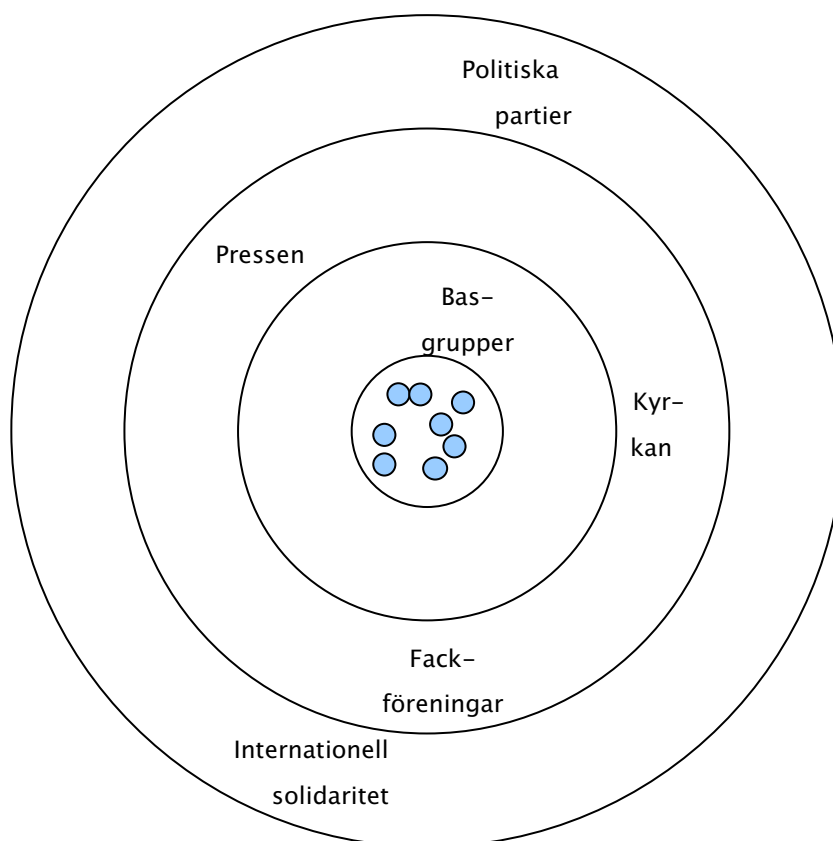 Politiska
partier
Pressen
Bas-
grupper
Kyr-
kan
Fack-
föreningar
Internationell
solidaritet